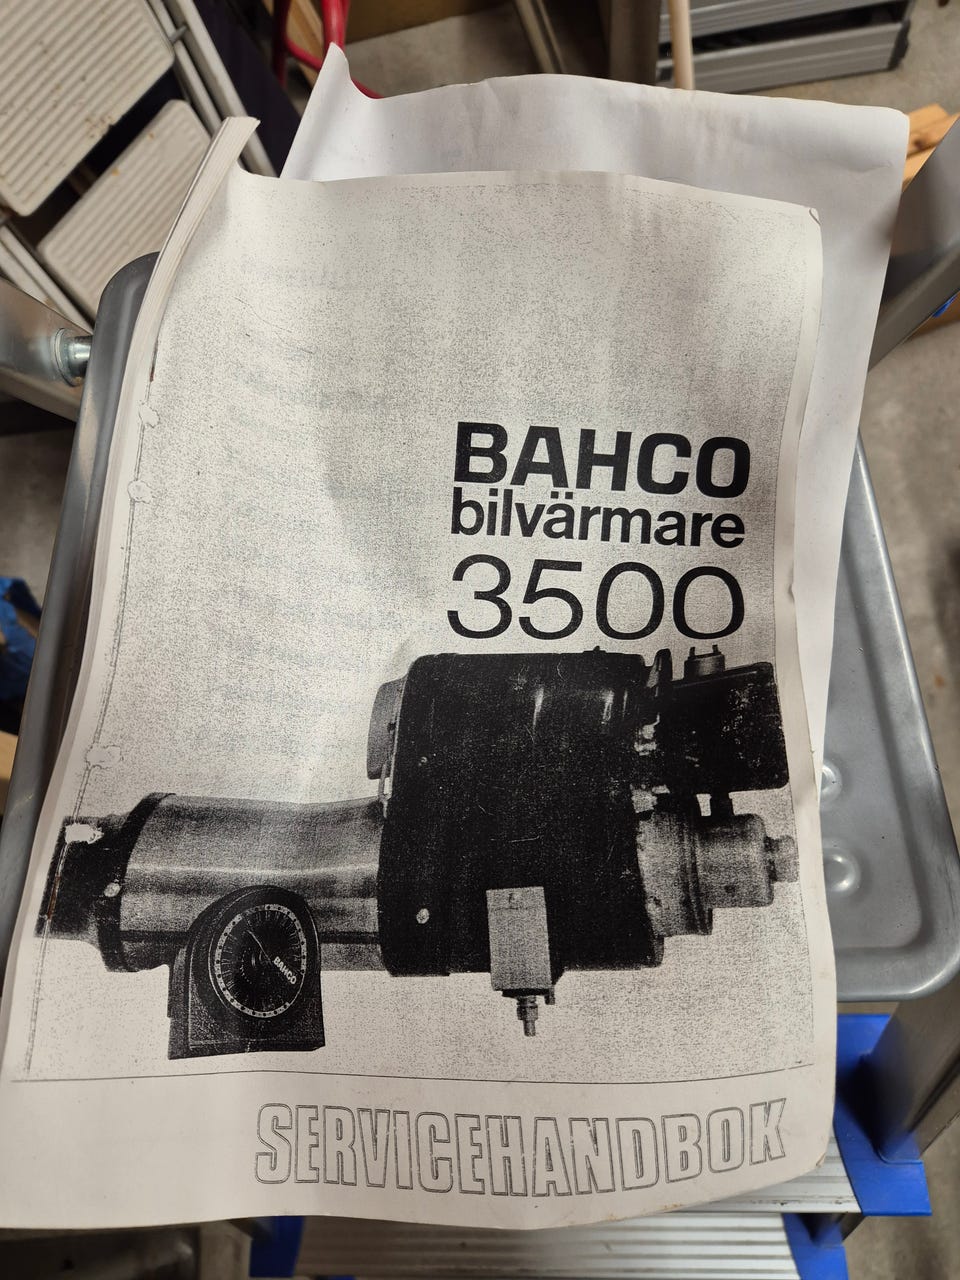 BAHCO
bilvärmare
3500
BAHCO
SERVICEHANDBOK